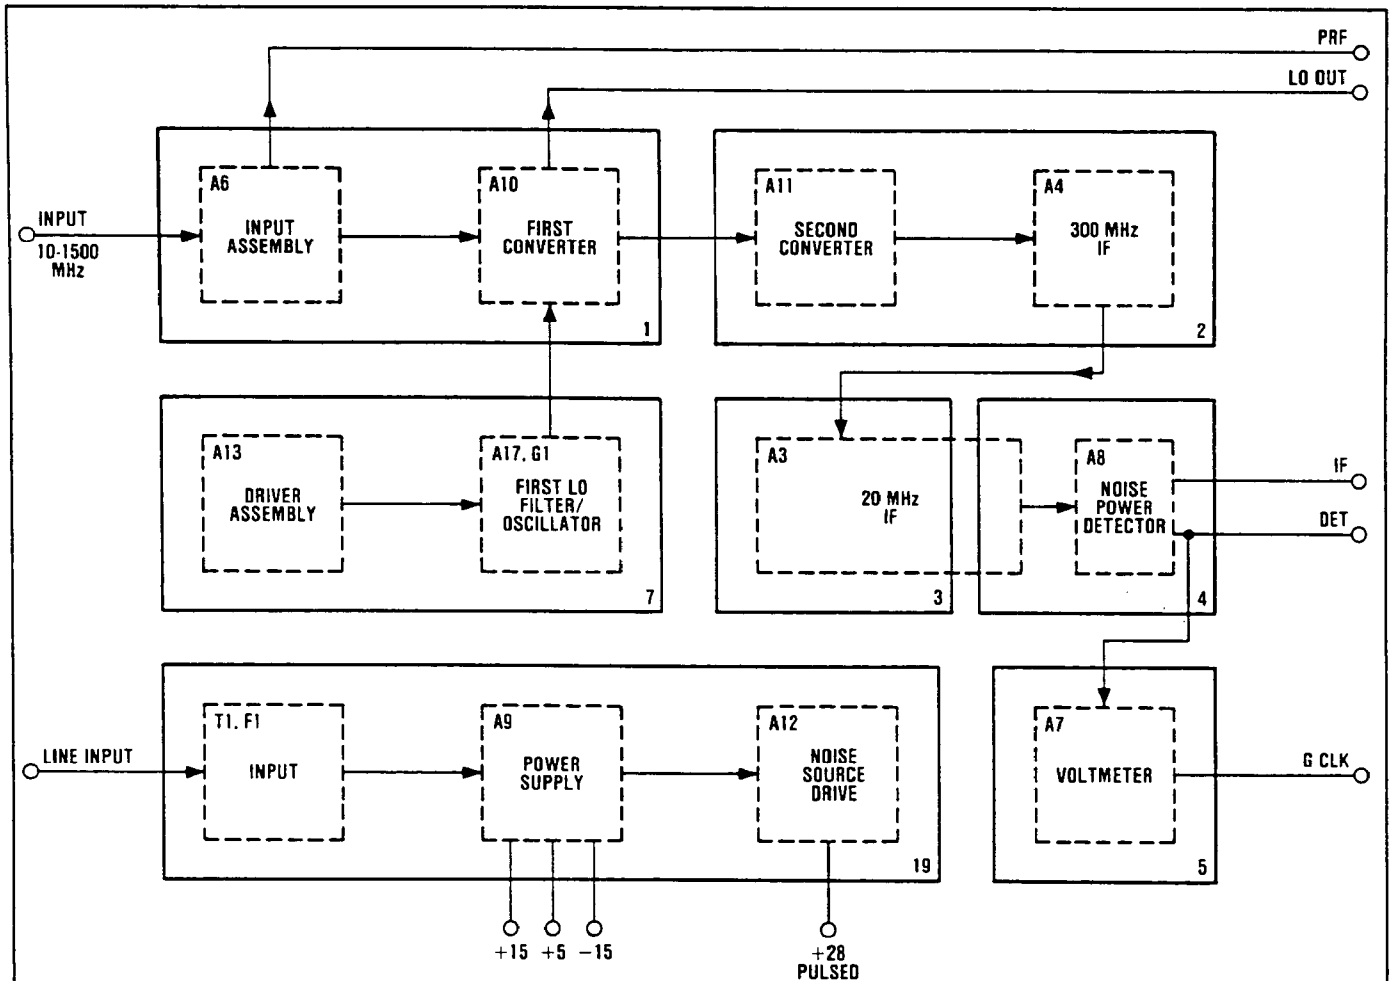 PRF
LO OUT
INPUT
10-1500
MHz
A6
INPUT
ASSEMBLY
A10
FIRST
CONVERTER
1
A11
SECOND
CONVERTER
A4
300 MHz
IF
2
A13
DRIVER
ASSEMBLY
A17, G1
FIRST LO
FILTER/
OSCILLATOR
7
A3
20 MHz
IF
3
A8
NOISE
POWER
DETECTOR
4
IF
DET
LINE INPUT
T1, F1
INPUT
A9
POWER
SUPPLY
A12
NOISE
SOURCE
DRIVE
19
A7
VOLTMETER
5
G CLK
+15 +5 -15
+28
PULSED